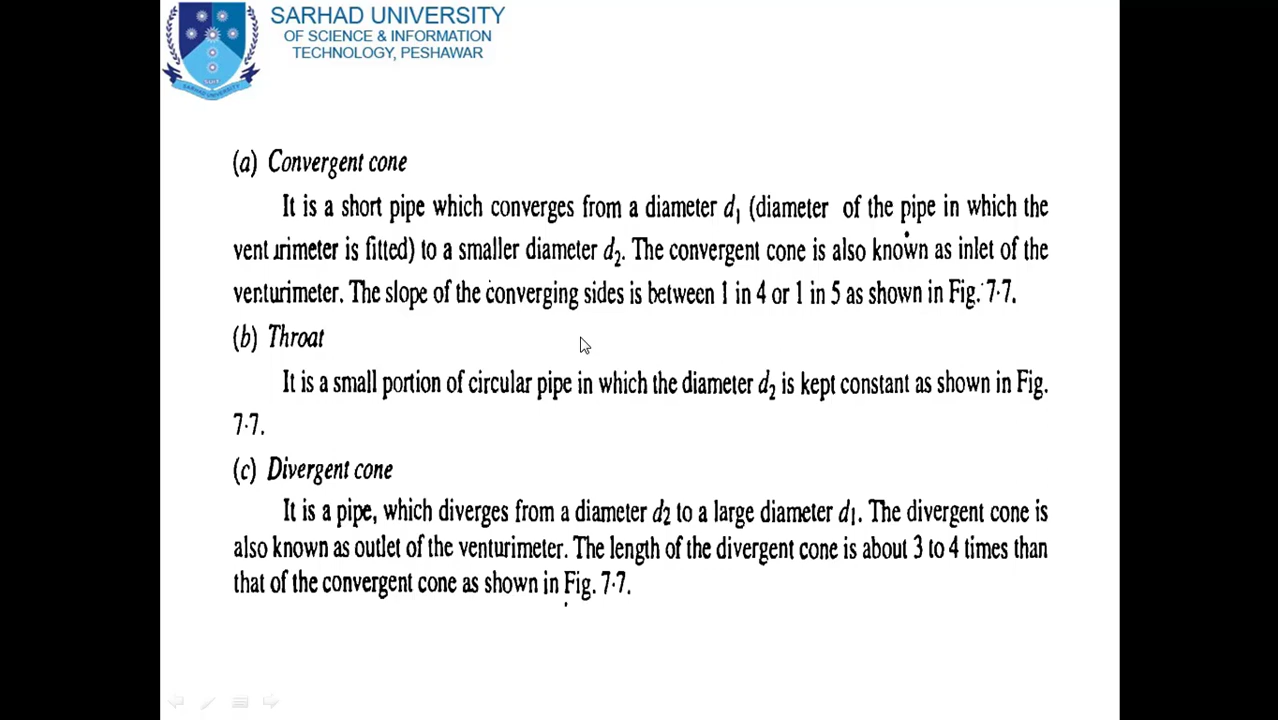 SARHAD UNIVERSITY
OF SCIENCE & INFORMATION
TECHNOLOGY, PESHAWAR
SUIT
SARHAD UNIVERSITY
(a) Convergent cone
It is a short pipe which converges from a diameter d₁ (diameter of the pipe in which the
venturimeter is fitted) to a smaller diameter d₂. The convergent cone is also known as inlet of the
venturimeter. The slope of the converging sides is between 1 in 4 or 1 in 5 as shown in Fig. 7·7.
(b) Throat
It is a small portion of circular pipe in which the diameter d₂ is kept constant as shown in Fig.
7·7.
(c) Divergent cone
It is a pipe, which diverges from a diameter d₂ to a large diameter d₁. The divergent cone is
also known as outlet of the venturimeter. The length of the divergent cone is about 3 to 4 times than
that of the convergent cone as shown in Fig. 7·7.